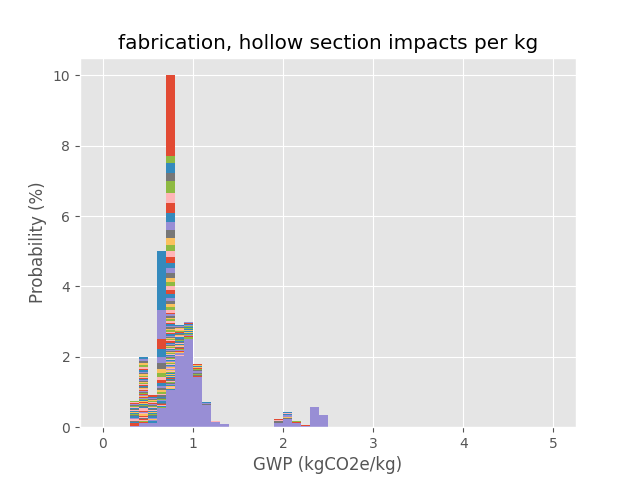 fabrication, hollow section impacts per kg
10
8
6
4
2
0
Probability (%)
0 1 2 3 4 5
GWP (kgCO2e/kg)